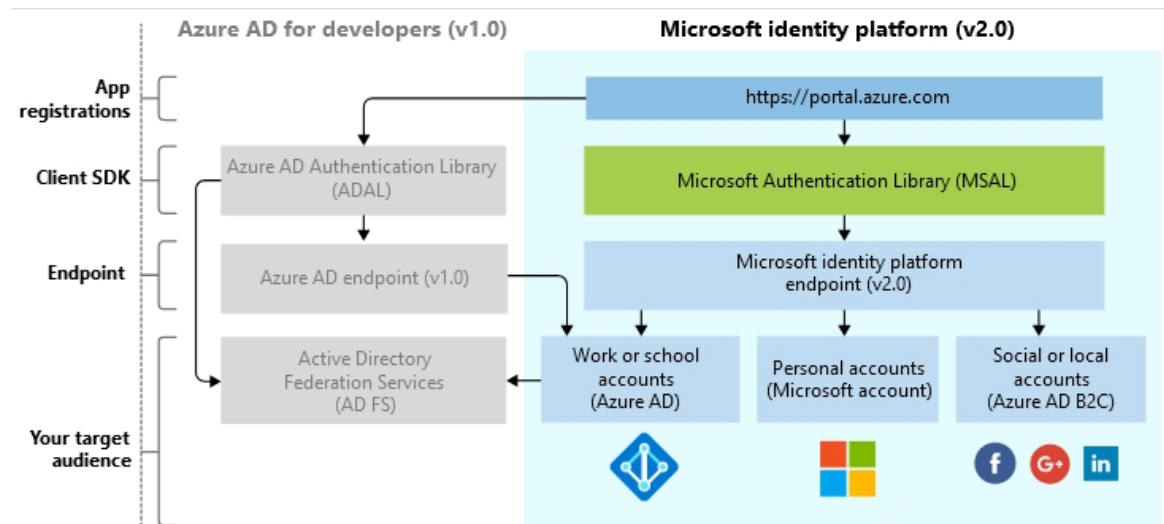 Azure AD for developers (v1.0)
Microsoft identity platform (v2.0)
App
registrations
https://portal.azure.com
Client SDK
Azure AD Authentication Library
(ADAL)
Microsoft Authentication Library (MSAL)
Endpoint
Azure AD endpoint (v1.0)
Microsoft identity platform
endpoint (v2.0)
Your target
audience
Active Directory
Federation Services
(AD FS)
Work or school
accounts
(Azure AD)
Personal accounts
(Microsoft account)
Social or local
accounts
(Azure AD B2C)
f
G+
in